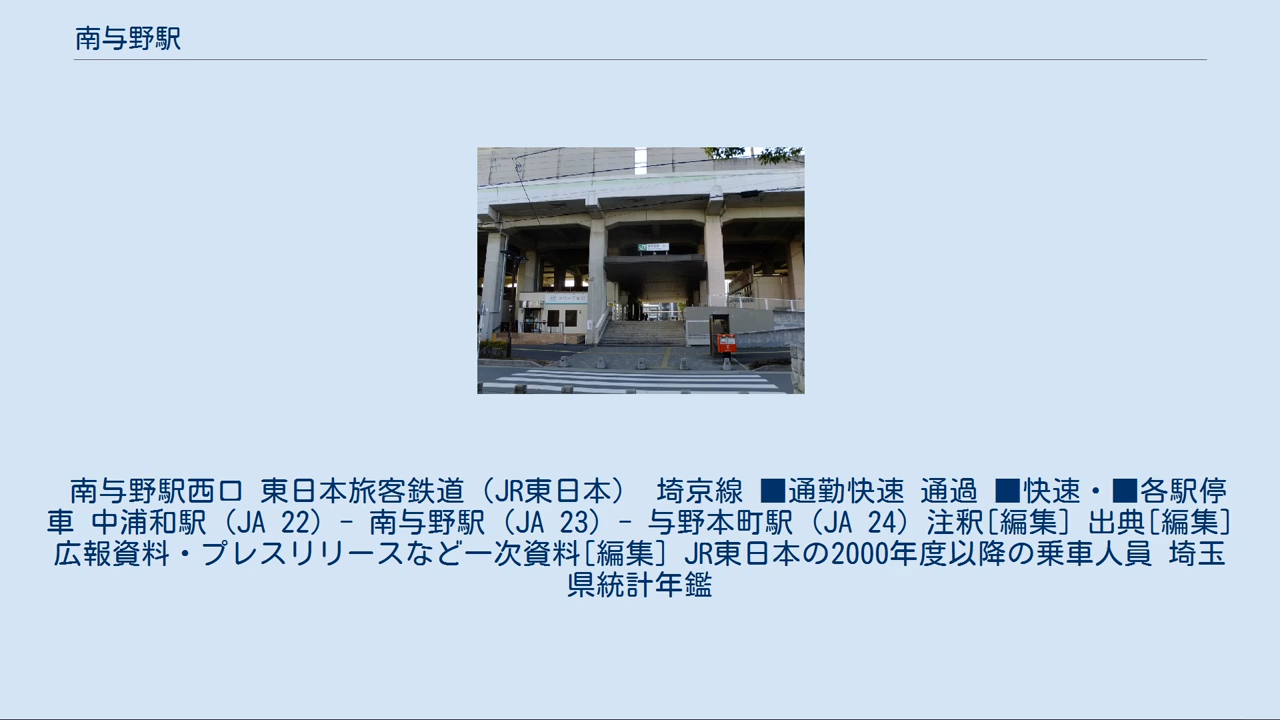 南与野駅
南与野駅西口 東日本旅客鉄道（JR東日本） 埼京線 ■通勤快速 通過 ■快速・■各駅停
車 中浦和駅（JA 22）- 南与野駅（JA 23）- 与野本町駅（JA 24）注釈[編集] 出典[編集]
広報資料・プレスリリースなど一次資料[編集] JR東日本の2000年度以降の乗車人員 埼玉
県統計年鑑